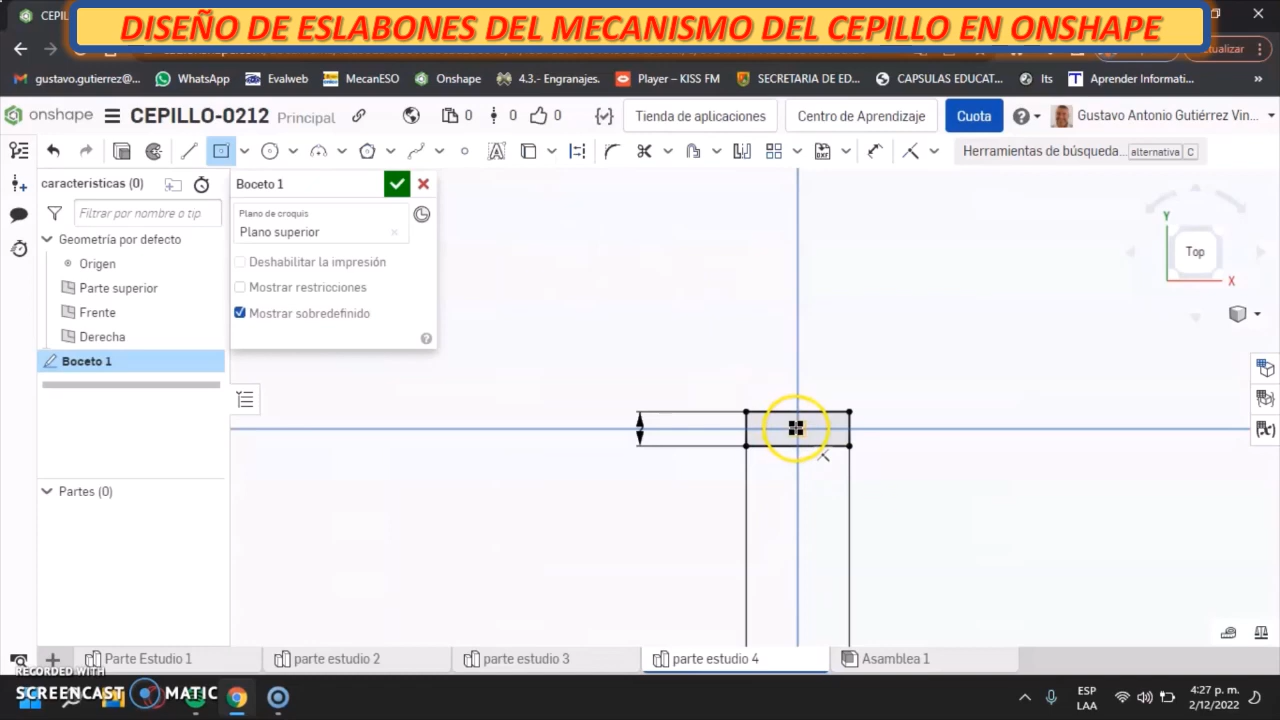 CEPIL
DISEÑO DE ESLABONES DEL MECANISMO DEL CEPILLO EN ONSHAPE
ctualizar
gustavo.gutierrez@... WhatsApp Evalweb MecanESO Onshape 4.3.- Engranajes. Player – KISS FM SECRETARIA DE ED... CAPSULAS EDUCAT... Its Aprender Informati... »
onshape CEPILLO-0212 Principal 0 0 0 Tienda de aplicaciones Centro de Aprendizaje Cuota Gustavo Antonio Gutiérrez Vin...
Herramientas de búsqueda... alternativa C
caracteristicas (0)
Boceto 1
Filtrar por nombre o tip
Plano de croquis
Plano superior
Geometría por defecto
Origen
Parte superior
Frente
Derecha
Boceto 1
Deshabilitar la impresión
Mostrar restricciones
Mostrar sobredefinido
Y
Top
X
Partes (0)
Parte Estudio 1 parte estudio 2 parte estudio 3 parte estudio 4 Asamblea 1
RECORDED WITH
SCREENCAST MATIC
ESP
LAA
4:27 p. m.
2/12/2022